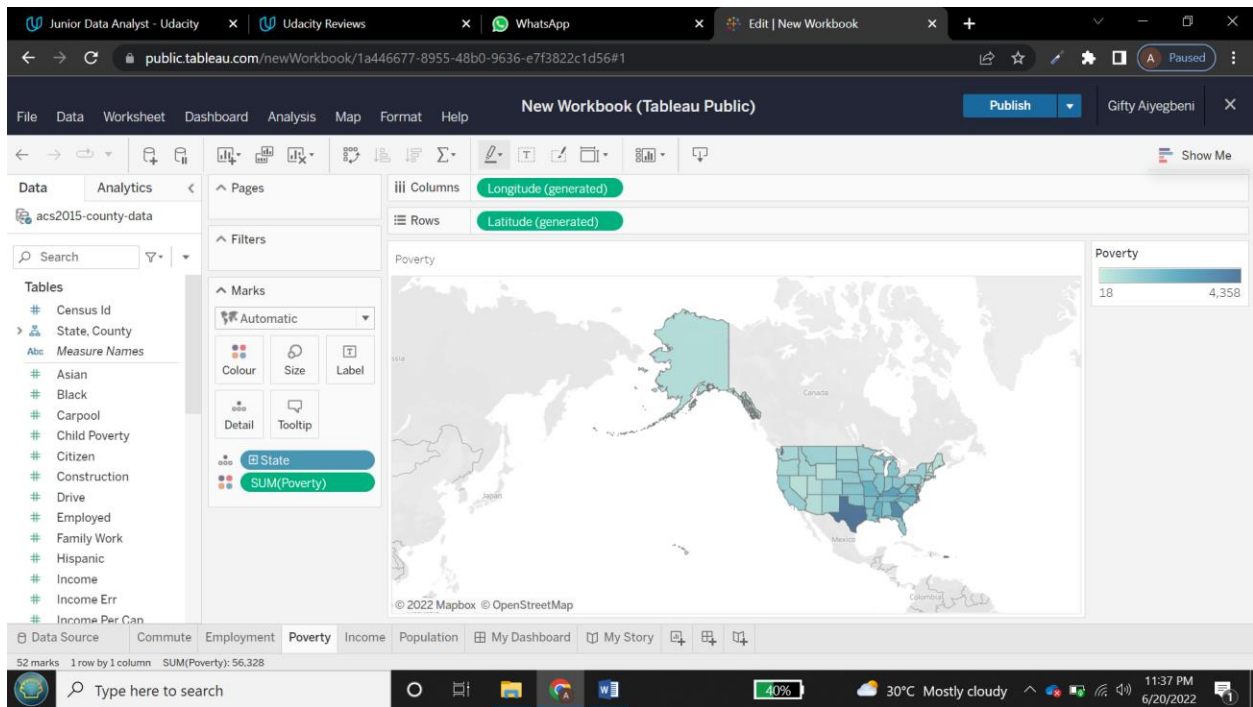 Junior Data Analyst - Udacity
Udacity Reviews
WhatsApp
Edit | New Workbook
public.tableau.com/newWorkbook/1a446677-8955-48b0-9636-e7f3822c1d56#1
A Paused
New Workbook (Tableau Public)
Publish
Gifty Aiyegbeni
File Data Worksheet Dashboard Analysis Map Format Help
Show Me
Data Analytics
Pages
Columns Longitude (generated)
acs2015-county-data
Rows Latitude (generated)
Filters
Search
Poverty
Poverty
18 4,358
Tables
Census Id
State, County
Abc Measure Names
Asian
Black
Carpool
Child Poverty
Citizen
Construction
Drive
Employed
Family Work
Hispanic
Income
Income Err
Income Per Cap
Marks
Automatic
Colour Size Label
Detail Tooltip
State
SUM(Poverty)
Canada
Japan
Mexico
Colombia
© 2022 Mapbox © OpenStreetMap
Data Source Commute Employment Poverty Income Population My Dashboard My Story
52 marks 1 row by 1 column SUM(Poverty): 56,328
Type here to search
40%
30°C Mostly cloudy
11:37 PM
6/20/2022